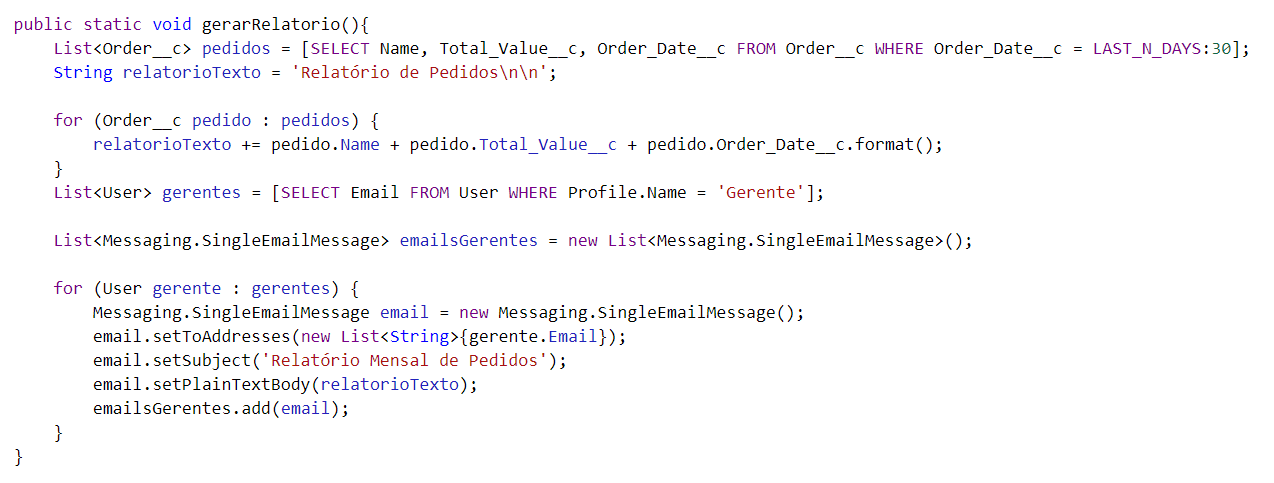 public static void gerarRelatorio(){
    List<Order__c> pedidos = [SELECT Name, Total_Value__c, Order_Date__c FROM Order__c WHERE Order_Date__c = LAST_N_DAYS:30];
    String relatorioTexto = 'Relatório de Pedidos\n\n';

    for (Order__c pedido : pedidos) {
        relatorioTexto += pedido.Name + pedido.Total_Value__c + pedido.Order_Date__c.format();
    }
    List<User> gerentes = [SELECT Email FROM User WHERE Profile.Name = 'Gerente'];

    List<Messaging.SingleEmailMessage> emailsGerentes = new List<Messaging.SingleEmailMessage>();

    for (User gerente : gerentes) {
        Messaging.SingleEmailMessage email = new Messaging.SingleEmailMessage();
        email.setToAddresses(new List<String>{gerente.Email});
        email.setSubject('Relatório Mensal de Pedidos');
        email.setPlainTextBody(relatorioTexto);
        emailsGerentes.add(email);
    }
}